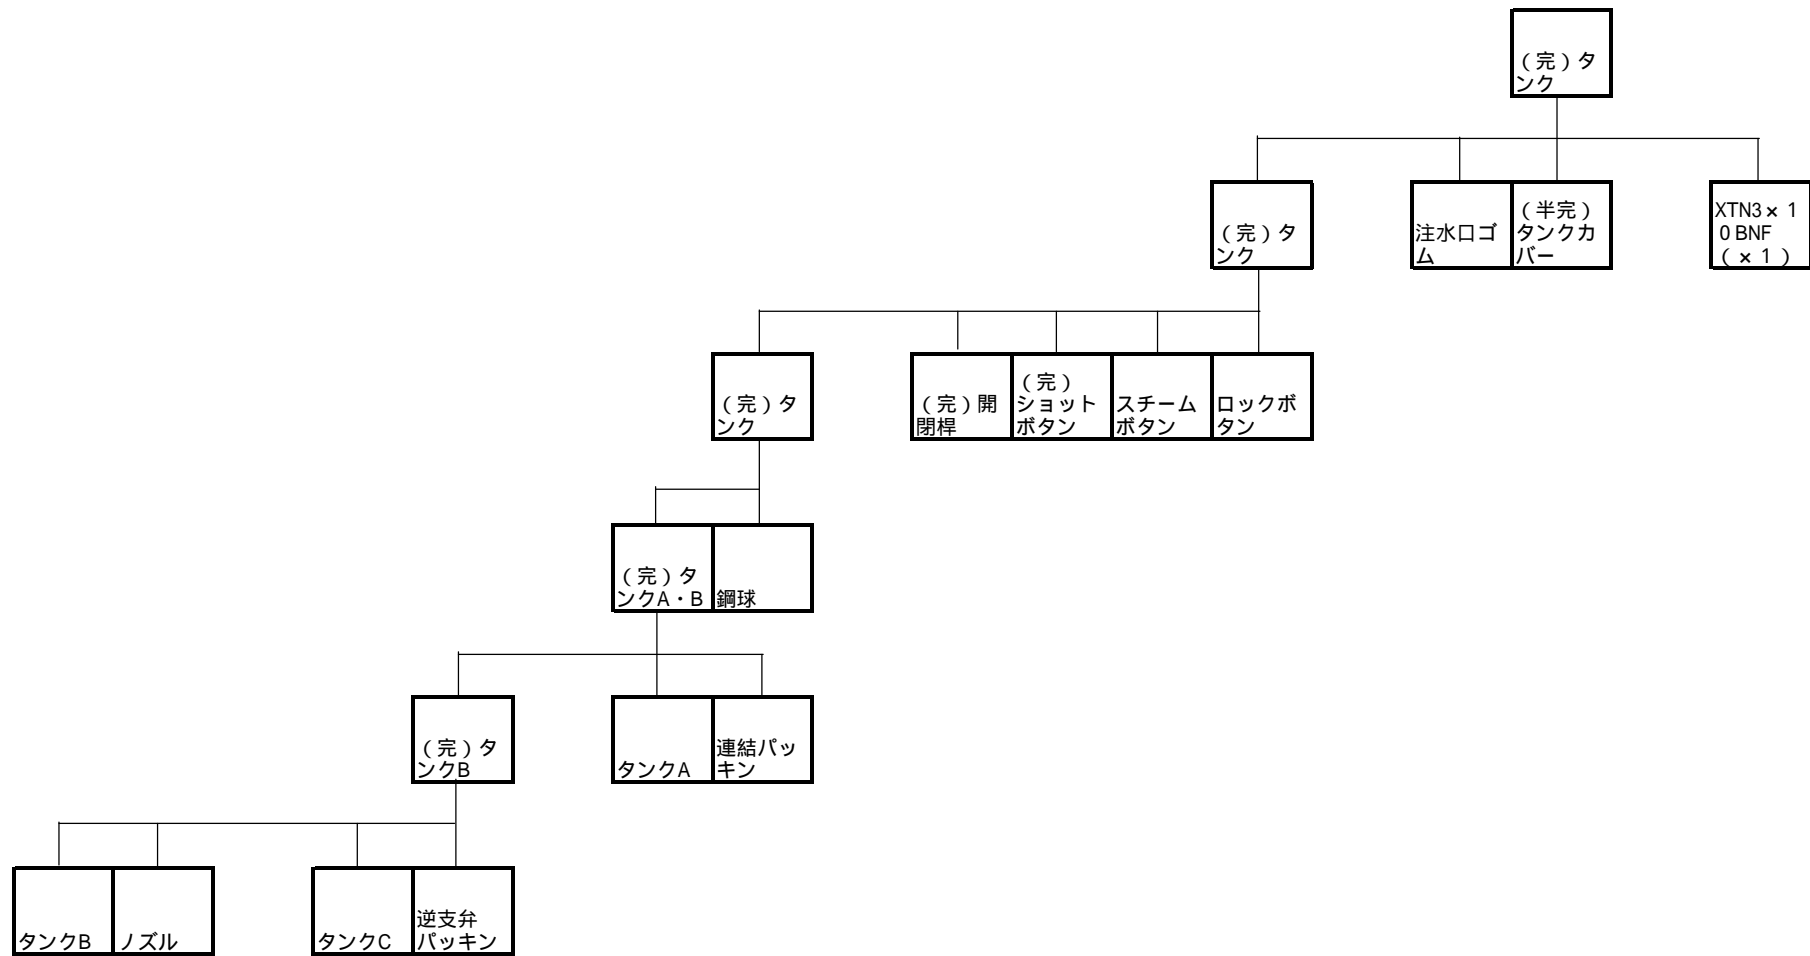 （完）タ
ンク
（完）タ
ンク
注水口ゴ
ム
（半完）
タンクカ
バー
XTN3×1
0 BNF
（×1）
（完）タ
ンク
（完）開
閉桿
（完）
ショット
ボタン
スチーム
ボタン
ロックボ
タン
（完）タ
ンクA・B
鋼球
（完）タ
ンクB
タンクA
連結パッ
キン
タンクB
ノズル
タンクC
逆支弁
パッキン